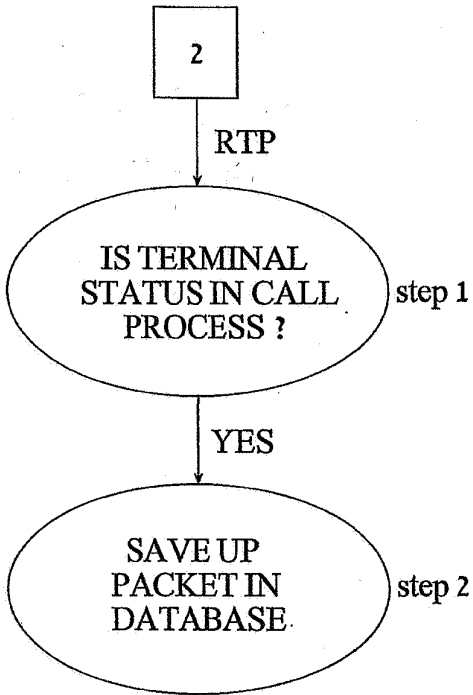 2
RTP
IS TERMINAL
STATUS IN CALL
PROCESS ?
step 1
YES
SAVE UP
PACKET IN
DATABASE
step 2